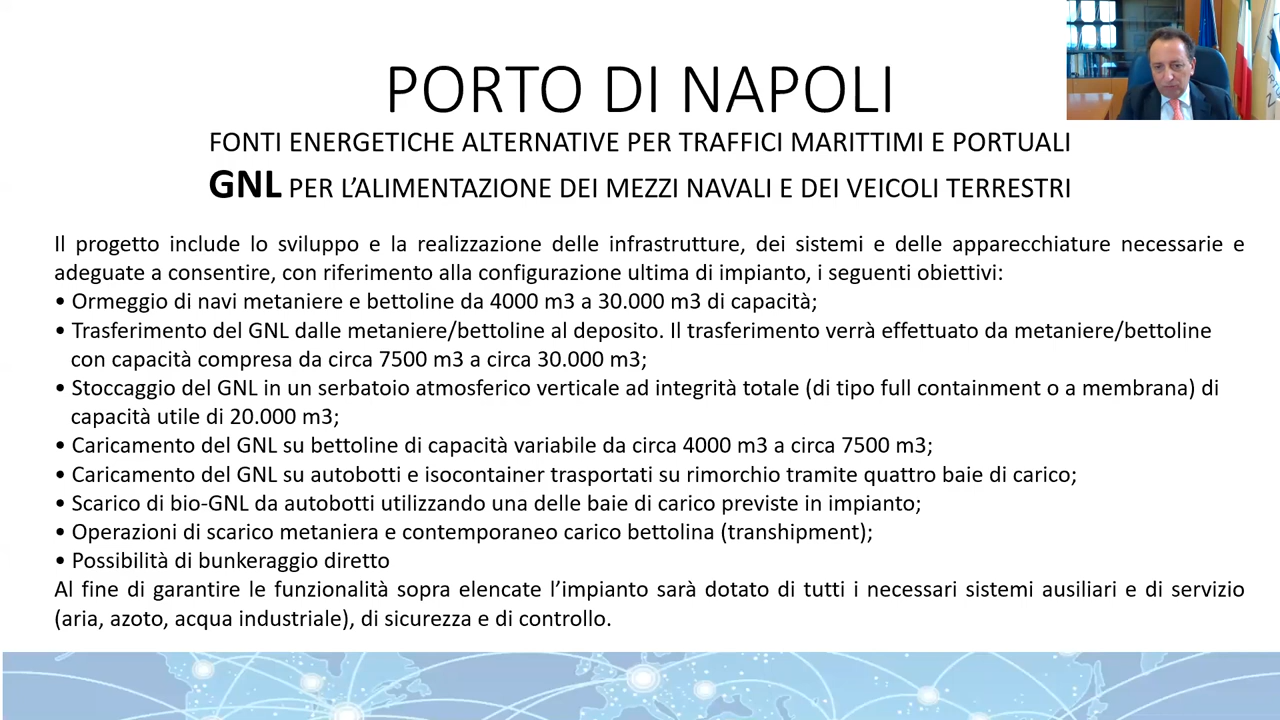 PORTO DI NAPOLI
FONTI ENERGETICHE ALTERNATIVE PER TRAFFICI MARITTIMI E PORTUALI
GNL PER L’ALIMENTAZIONE DEI MEZZI NAVALI E DEI VEICOLI TERRESTRI
Il progetto include lo sviluppo e la realizzazione delle infrastrutture, dei sistemi e delle apparecchiature necessarie e
adeguate a consentire, con riferimento alla configurazione ultima di impianto, i seguenti obiettivi:
• Ormeggio di navi metaniere e bettoline da 4000 m3 a 30.000 m3 di capacità;
• Trasferimento del GNL dalle metaniere/bettoline al deposito. Il trasferimento verrà effettuato da metaniere/bettoline
con capacità compresa da circa 7500 m3 a circa 30.000 m3;
• Stoccaggio del GNL in un serbatoio atmosferico verticale ad integrità totale (di tipo full containment o a membrana) di
capacità utile di 20.000 m3;
• Caricamento del GNL su bettoline di capacità variabile da circa 4000 m3 a circa 7500 m3;
• Caricamento del GNL su autobotti e isocontainer trasportati su rimorchio tramite quattro baie di carico;
• Scarico di bio-GNL da autobotti utilizzando una delle baie di carico previste in impianto;
• Operazioni di scarico metaniera e contemporaneo carico bettolina (transhipment);
• Possibilità di bunkeraggio diretto
Al fine di garantire le funzionalità sopra elencate l’impianto sarà dotato di tutti i necessari sistemi ausiliari e di servizio
(aria, azoto, acqua industriale), di sicurezza e di controllo.